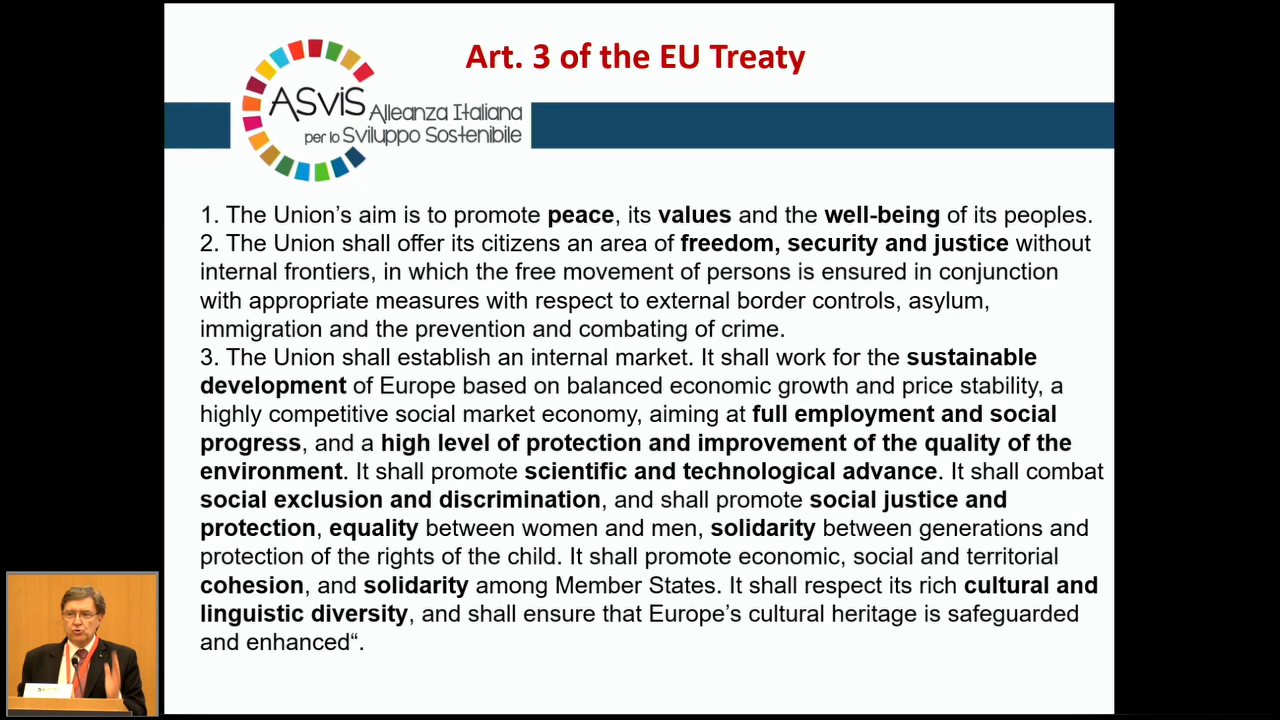 Art. 3 of the EU Treaty
ASviS Alleanza Italiana
per lo Sviluppo Sostenibile
1. The Union’s aim is to promote peace, its values and the well-being of its peoples.
2. The Union shall offer its citizens an area of freedom, security and justice without
internal frontiers, in which the free movement of persons is ensured in conjunction
with appropriate measures with respect to external border controls, asylum,
immigration and the prevention and combating of crime.
3. The Union shall establish an internal market. It shall work for the sustainable
development of Europe based on balanced economic growth and price stability, a
highly competitive social market economy, aiming at full employment and social
progress, and a high level of protection and improvement of the quality of the
environment. It shall promote scientific and technological advance. It shall combat
social exclusion and discrimination, and shall promote social justice and
protection, equality between women and men, solidarity between generations and
protection of the rights of the child. It shall promote economic, social and territorial
cohesion, and solidarity among Member States. It shall respect its rich cultural and
linguistic diversity, and shall ensure that Europe’s cultural heritage is safeguarded
and enhanced“.